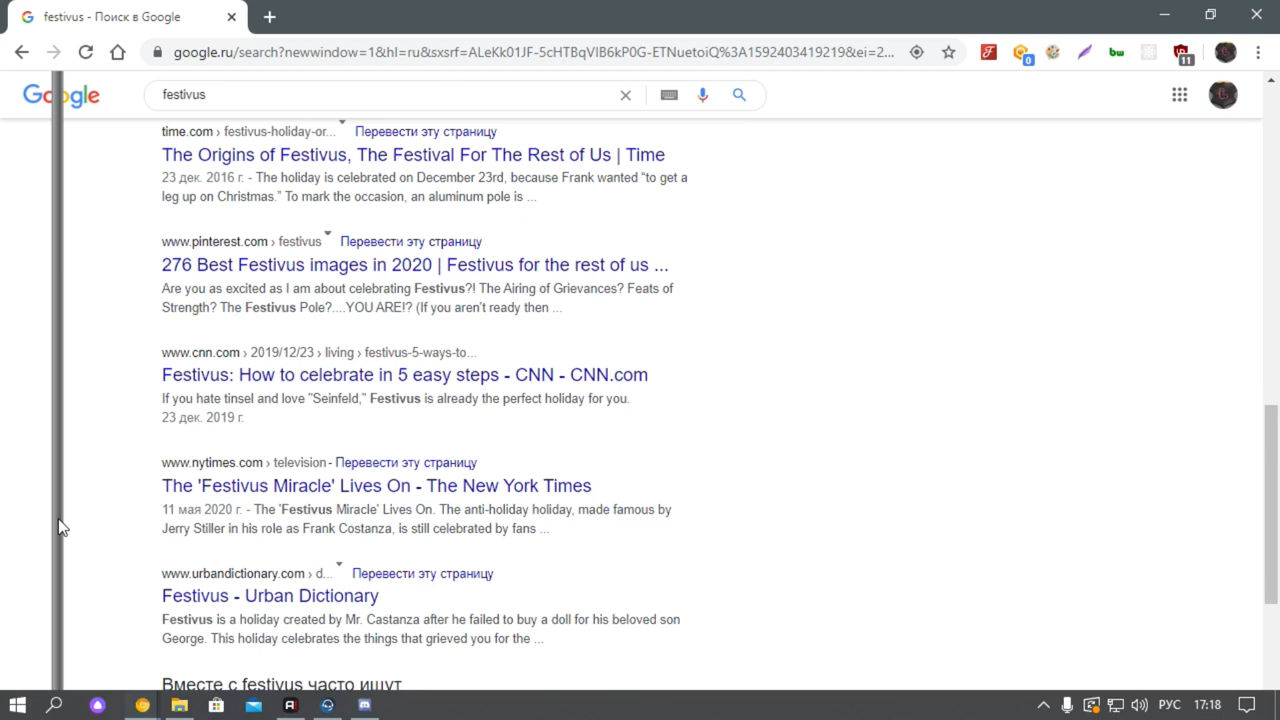 festivus - Поиск в Google
google.ru/search?newwindow=1&hl=ru&sxsrf=ALeKk01JF-5cHTBqVlB6kP0G-ETNuetoiQ%3A1592403419219&ei=2...
0
bw
11
Google
festivus
time.com › festivus-holiday-or... Перевести эту страницу
The Origins of Festivus, The Festival For The Rest of Us | Time
23 дек. 2016 г. - The holiday is celebrated on December 23rd, because Frank wanted “to get a
leg up on Christmas.” To mark the occasion, an aluminum pole is ...
www.pinterest.com › festivus Перевести эту страницу
276 Best Festivus images in 2020 | Festivus for the rest of us ...
Are you as excited as I am about celebrating Festivus?! The Airing of Grievances? Feats of
Strength? The Festivus Pole?....YOU ARE!? (If you aren't ready then ...
www.cnn.com › 2019/12/23 › living › festivus-5-ways-to...
Festivus: How to celebrate in 5 easy steps - CNN - CNN.com
If you hate tinsel and love "Seinfeld," Festivus is already the perfect holiday for you.
23 дек. 2019 г.
www.nytimes.com › television - Перевести эту страницу
The 'Festivus Miracle' Lives On - The New York Times
11 мая 2020 г. - The 'Festivus Miracle' Lives On. The anti-holiday holiday, made famous by
Jerry Stiller in his role as Frank Costanza, is still celebrated by fans ...
www.urbandictionary.com › d... Перевести эту страницу
Festivus - Urban Dictionary
Festivus is a holiday created by Mr. Castanza after he failed to buy a doll for his beloved son
George. This holiday celebrates the things that grieved you for the ...
Вместе с festivus часто ищут
РУС 17:18